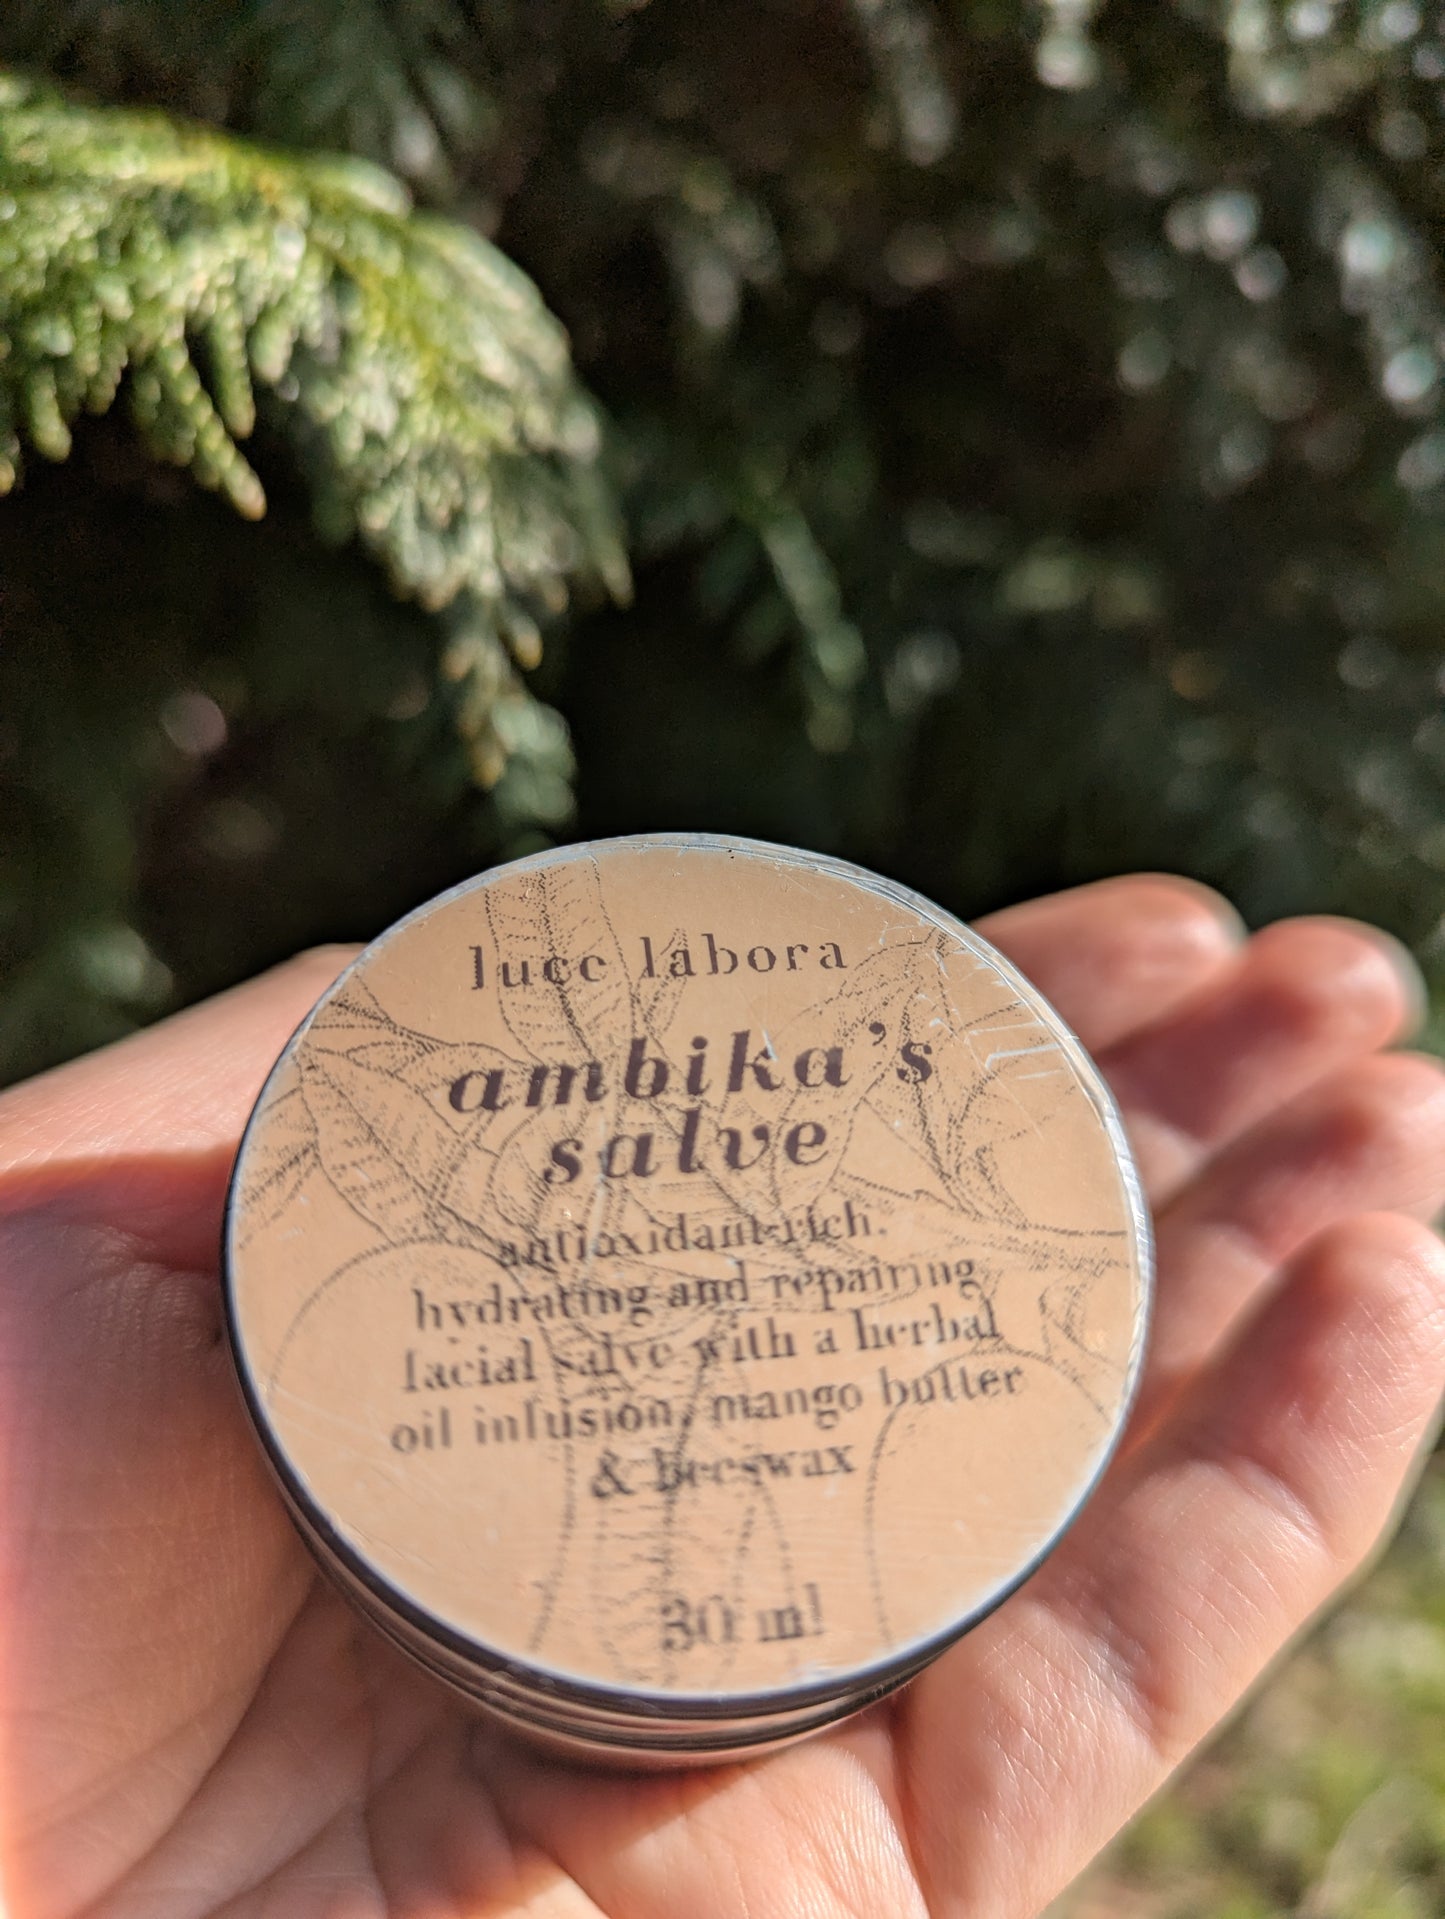 luce labora
ambika's
salve
antioxidant-rich,
hydrating and repairing
facial salve with a herbal
oil infusion, mango butter
& beeswax
30 ml